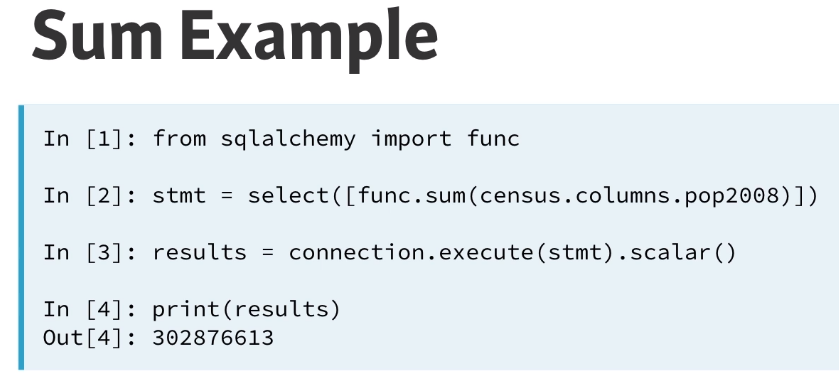 Sum Example
In [1]: from sqlalchemy import func
In [2]: stmt = select([func.sum(census.columns.pop2008)])
In [3]: results = connection.execute(stmt).scalar()
In [4]: print(results)
Out[4]: 302876613